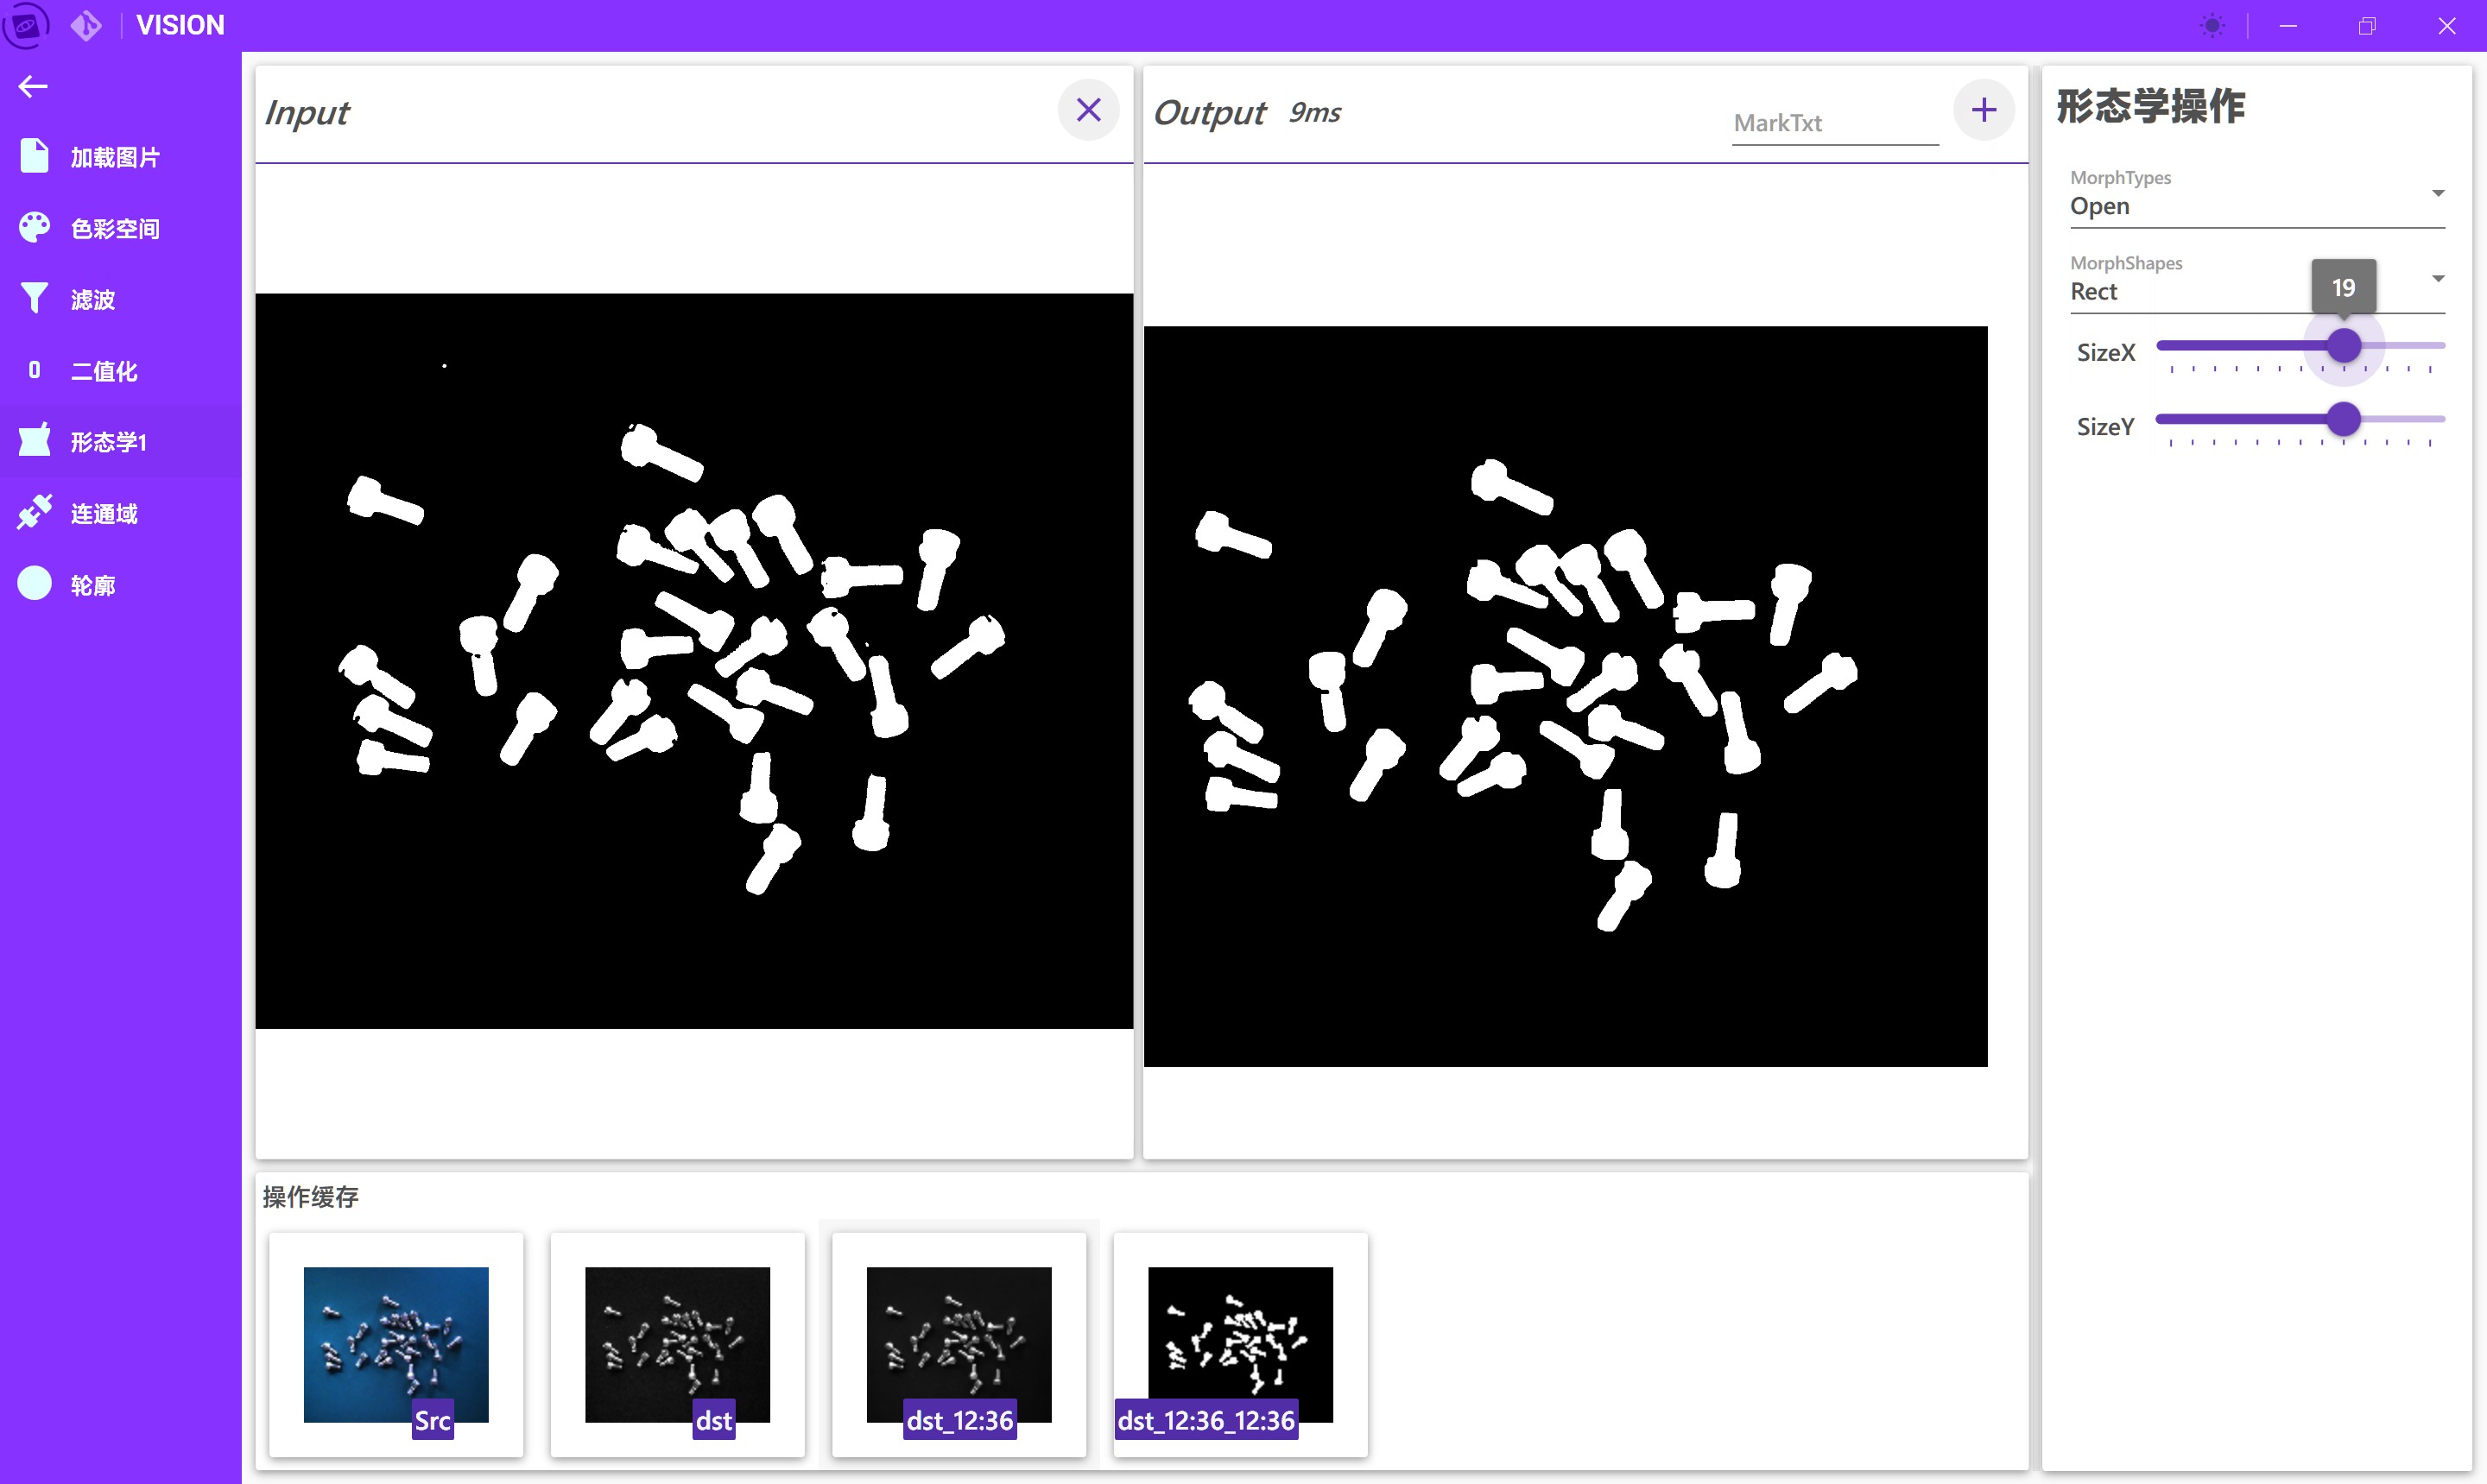 VISION
加载图片
色彩空间
滤波
二值化
形态学1
连通域
轮廓
Input
Output 9ms
MarkTxt
形态学操作
MorphTypes
Open
MorphShapes
Rect
19
SizeX
SizeY
操作缓存
Src
dst
dst_12:36
dst_12:36_12:36